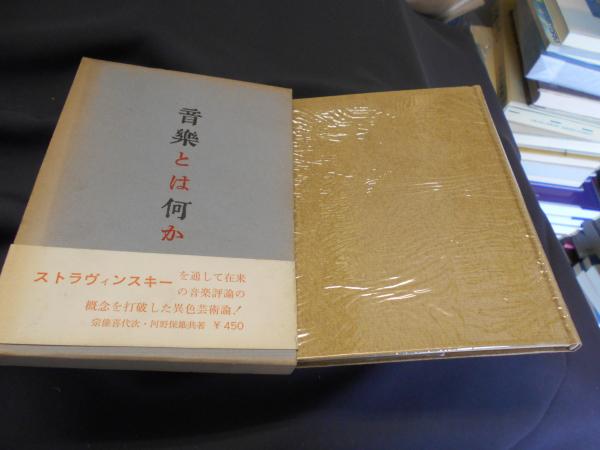 音樂とは何か
ストラヴィンスキーを通して在来
の音楽評論の
概念を打破した異色芸術論!
宗像喜代次・河野保雄共著 ¥450